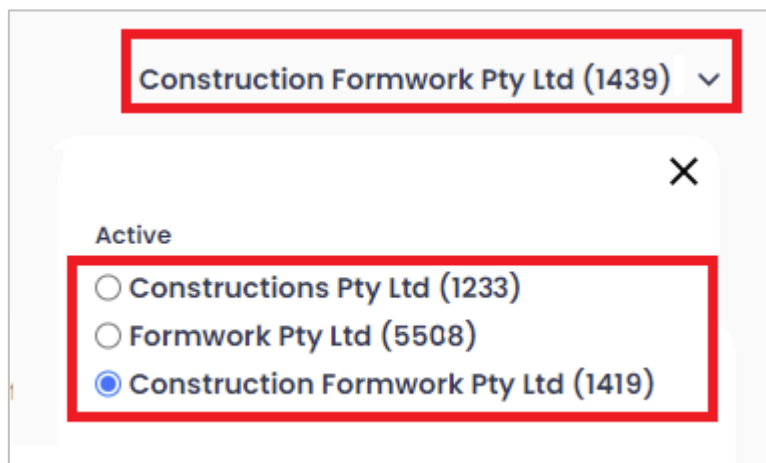 Construction Formwork Pty Ltd (1439)
Active
Constructions Pty Ltd (1233)
Formwork Pty Ltd (5508)
Construction Formwork Pty Ltd (1419)